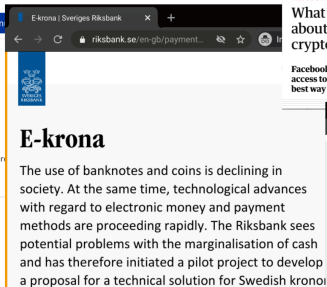 E-krona | Sveriges Riksbank
riksbank.se/en-gb/payment...
SVERIGES
RIKSBANK
E-krona
The use of banknotes and coins is declining in
society. At the same time, technological advances
with regard to electronic money and payment
methods are proceeding rapidly. The Riksbank sees
potential problems with the marginalisation of cash
and has therefore initiated a pilot project to develop
a proposal for a technical solution for Swedish kronor
What
about
crypto
Facebook
access to
best way